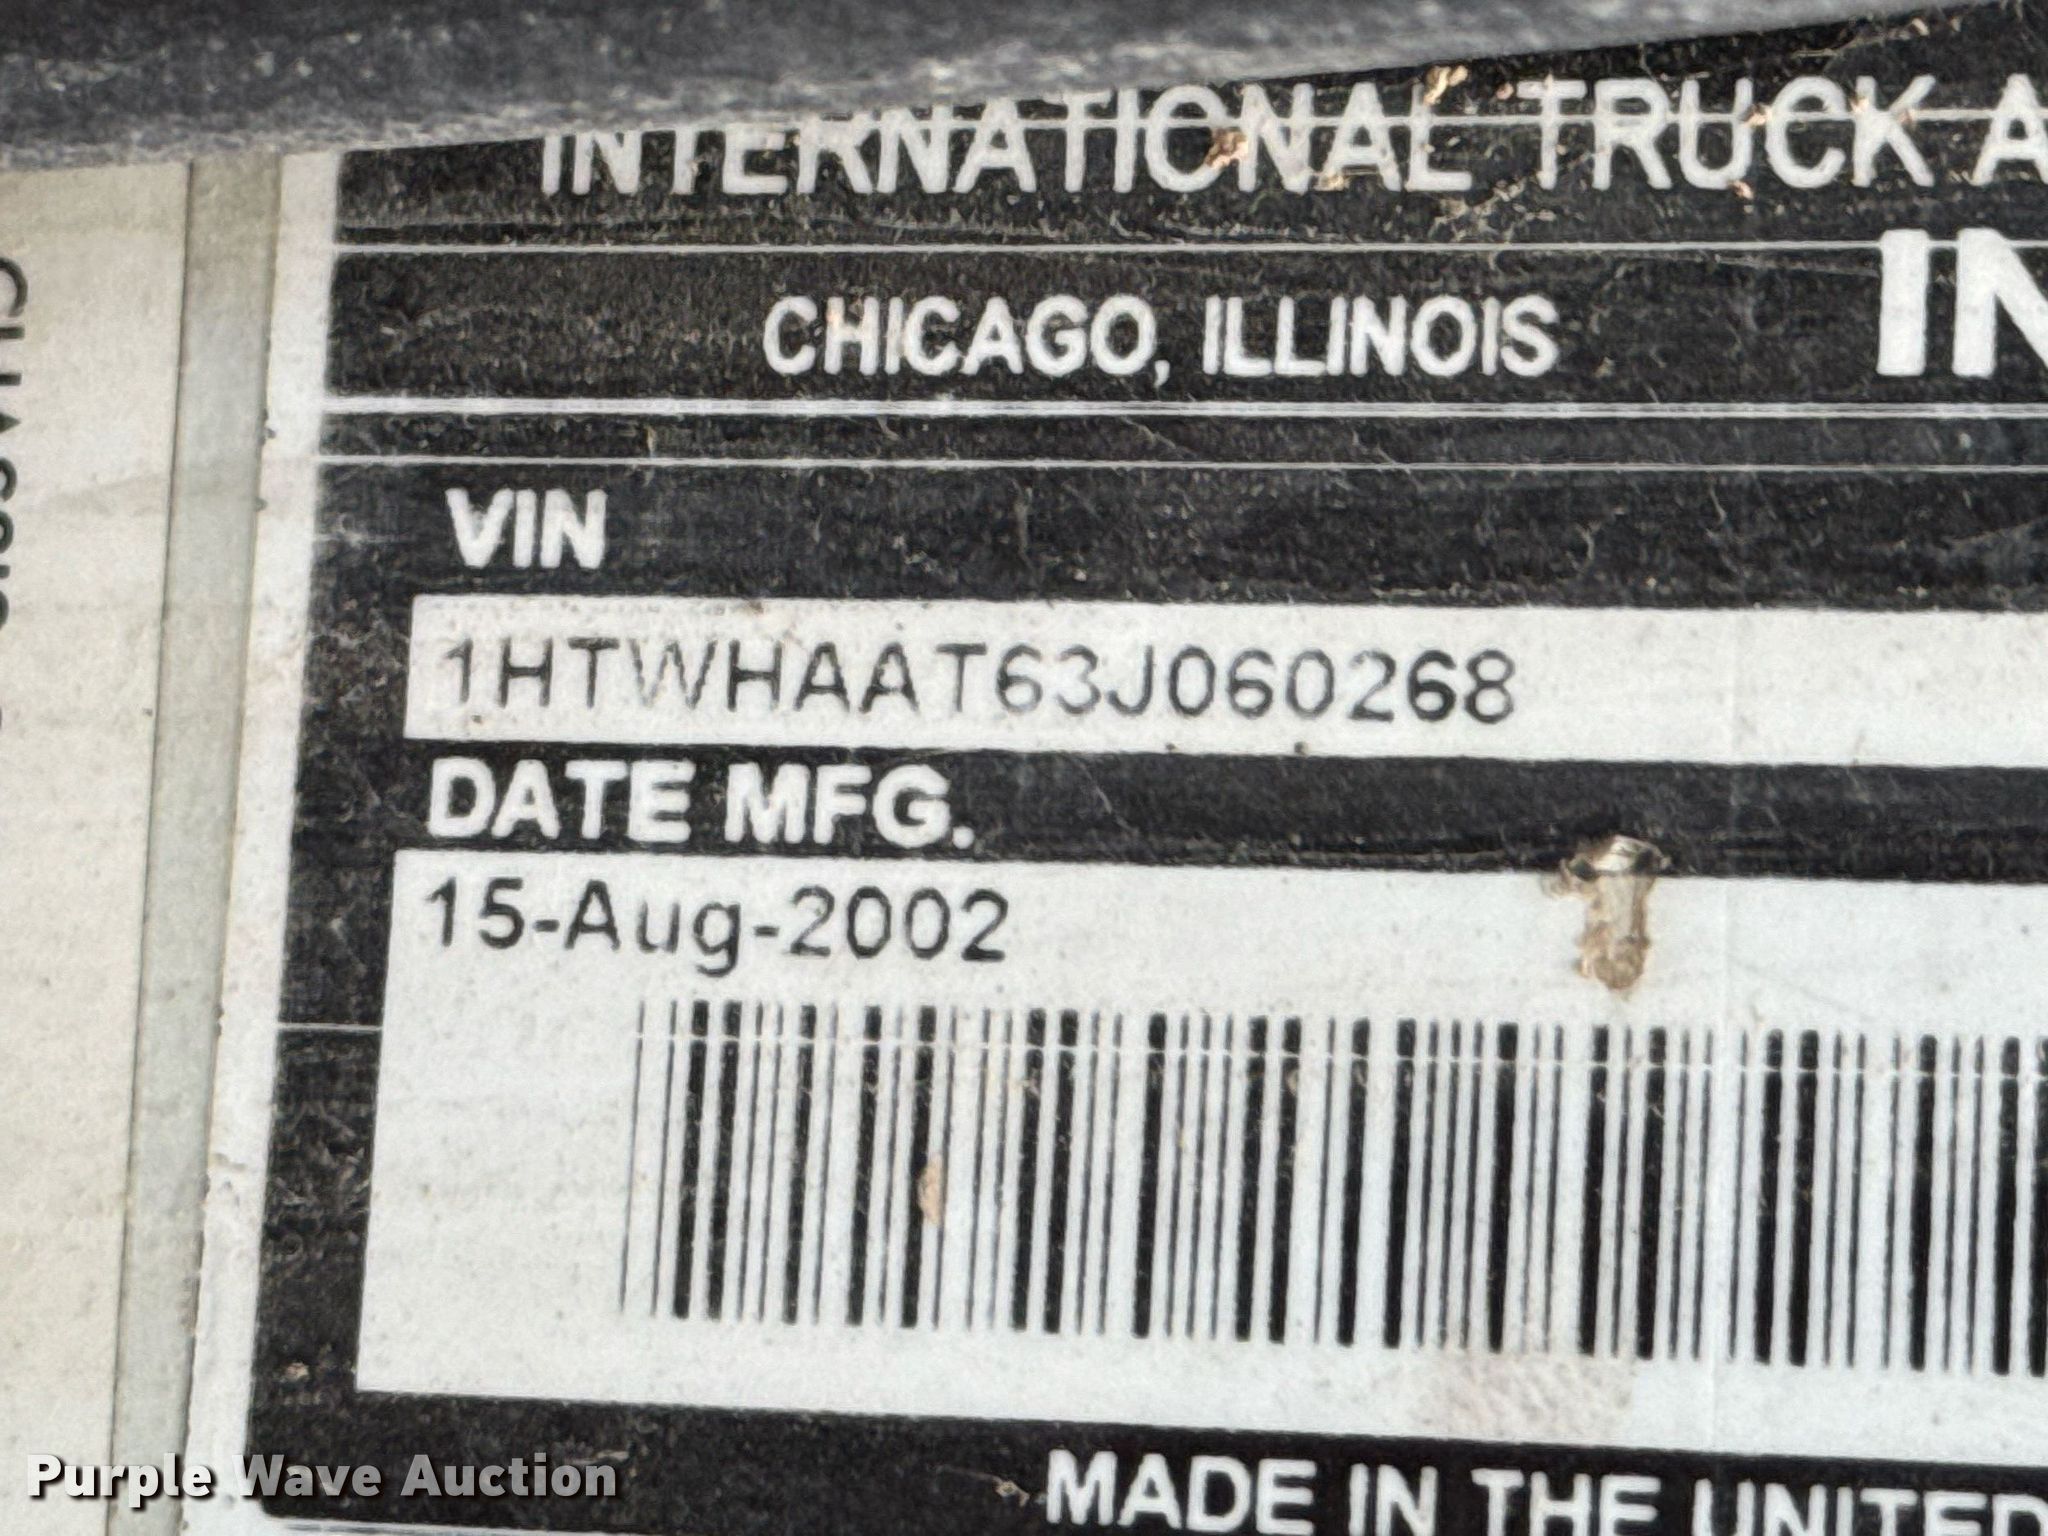 INTERNATIONAL TRUCK A
CHICAGO, ILLINOIS
IN
VIN
1HTWHAAT63J060268
DATE MFG.
15-Aug-2002
MADE IN THE UNITED
Purple Wave Auction